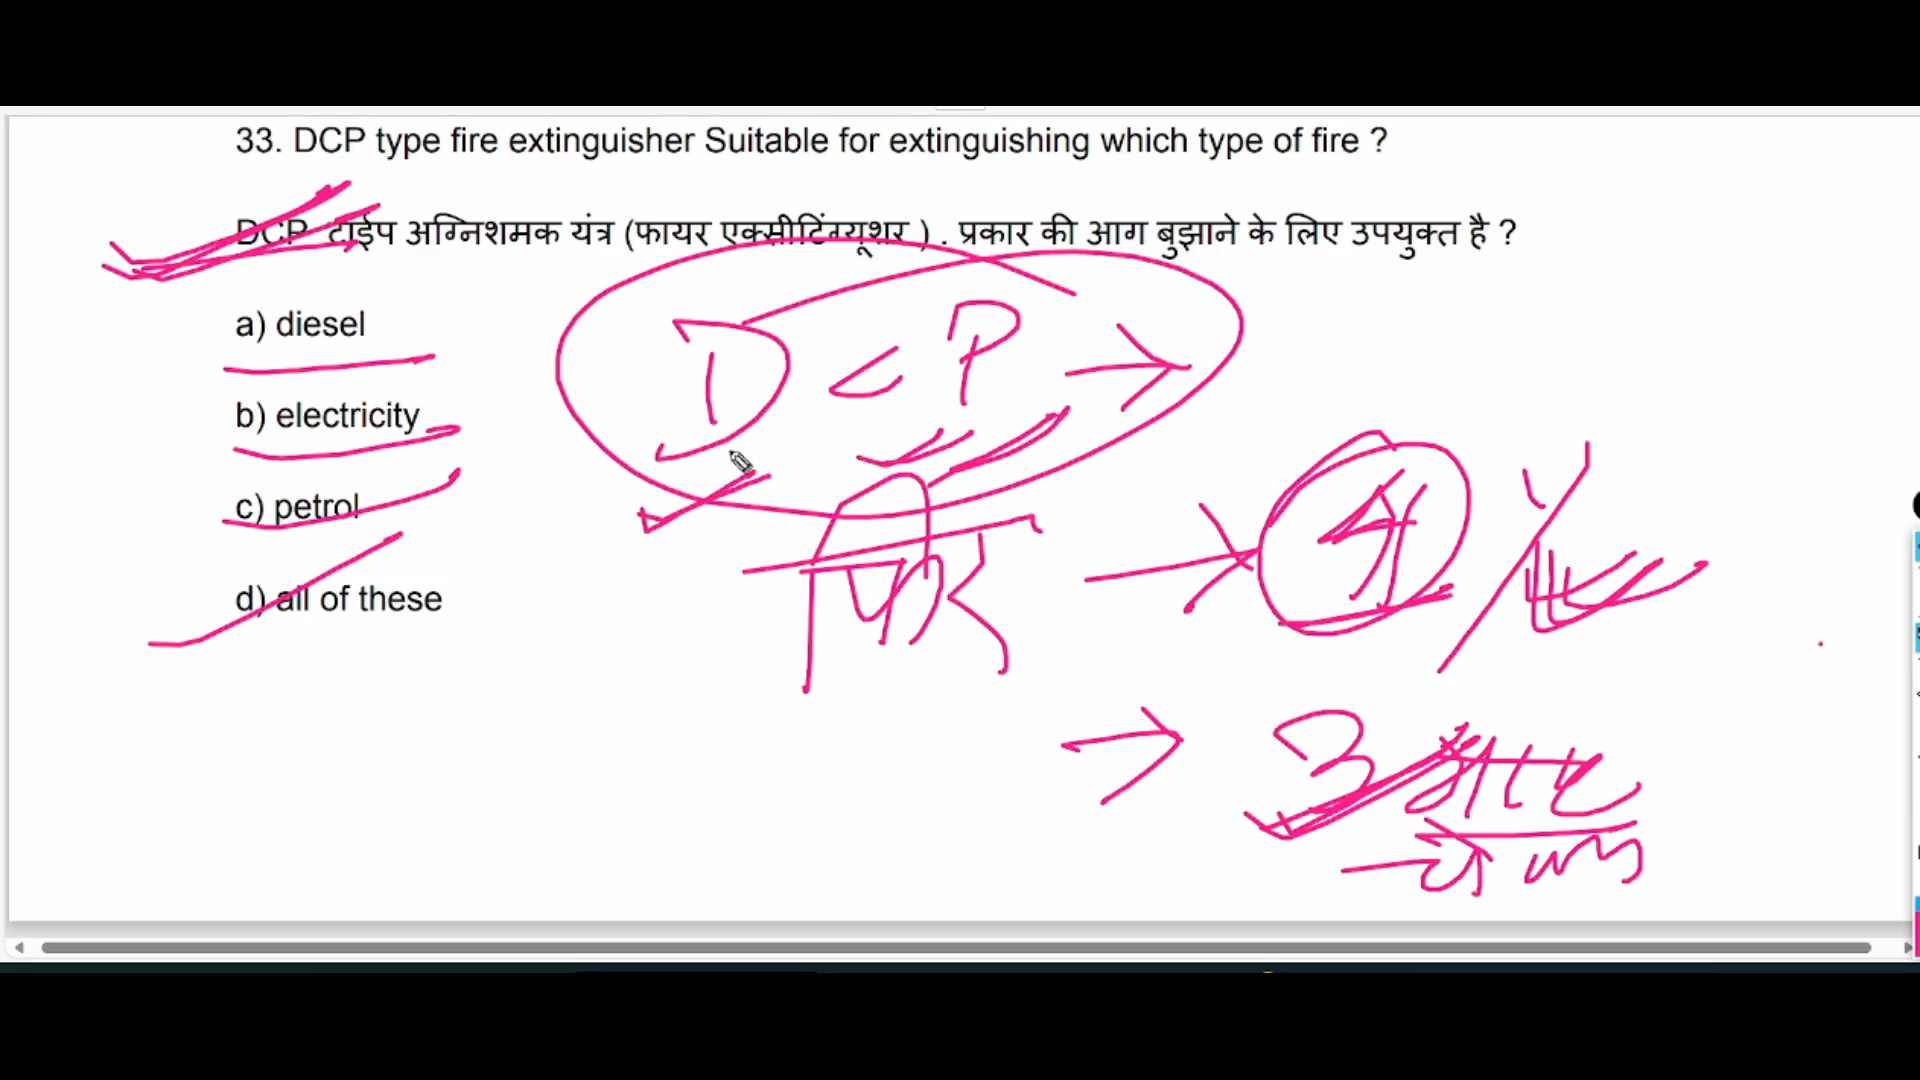 33. DCP type fire extinguisher Suitable for extinguishing which type of fire ?
DCP टाईप अग्निशमक यंत्र (फायर एक्सीटिंग्यूशर ) . प्रकार की आग बुझाने के लिए उपयुक्त है ?
a) diesel
b) electricity
c) petrol
d) all of these
DCP →